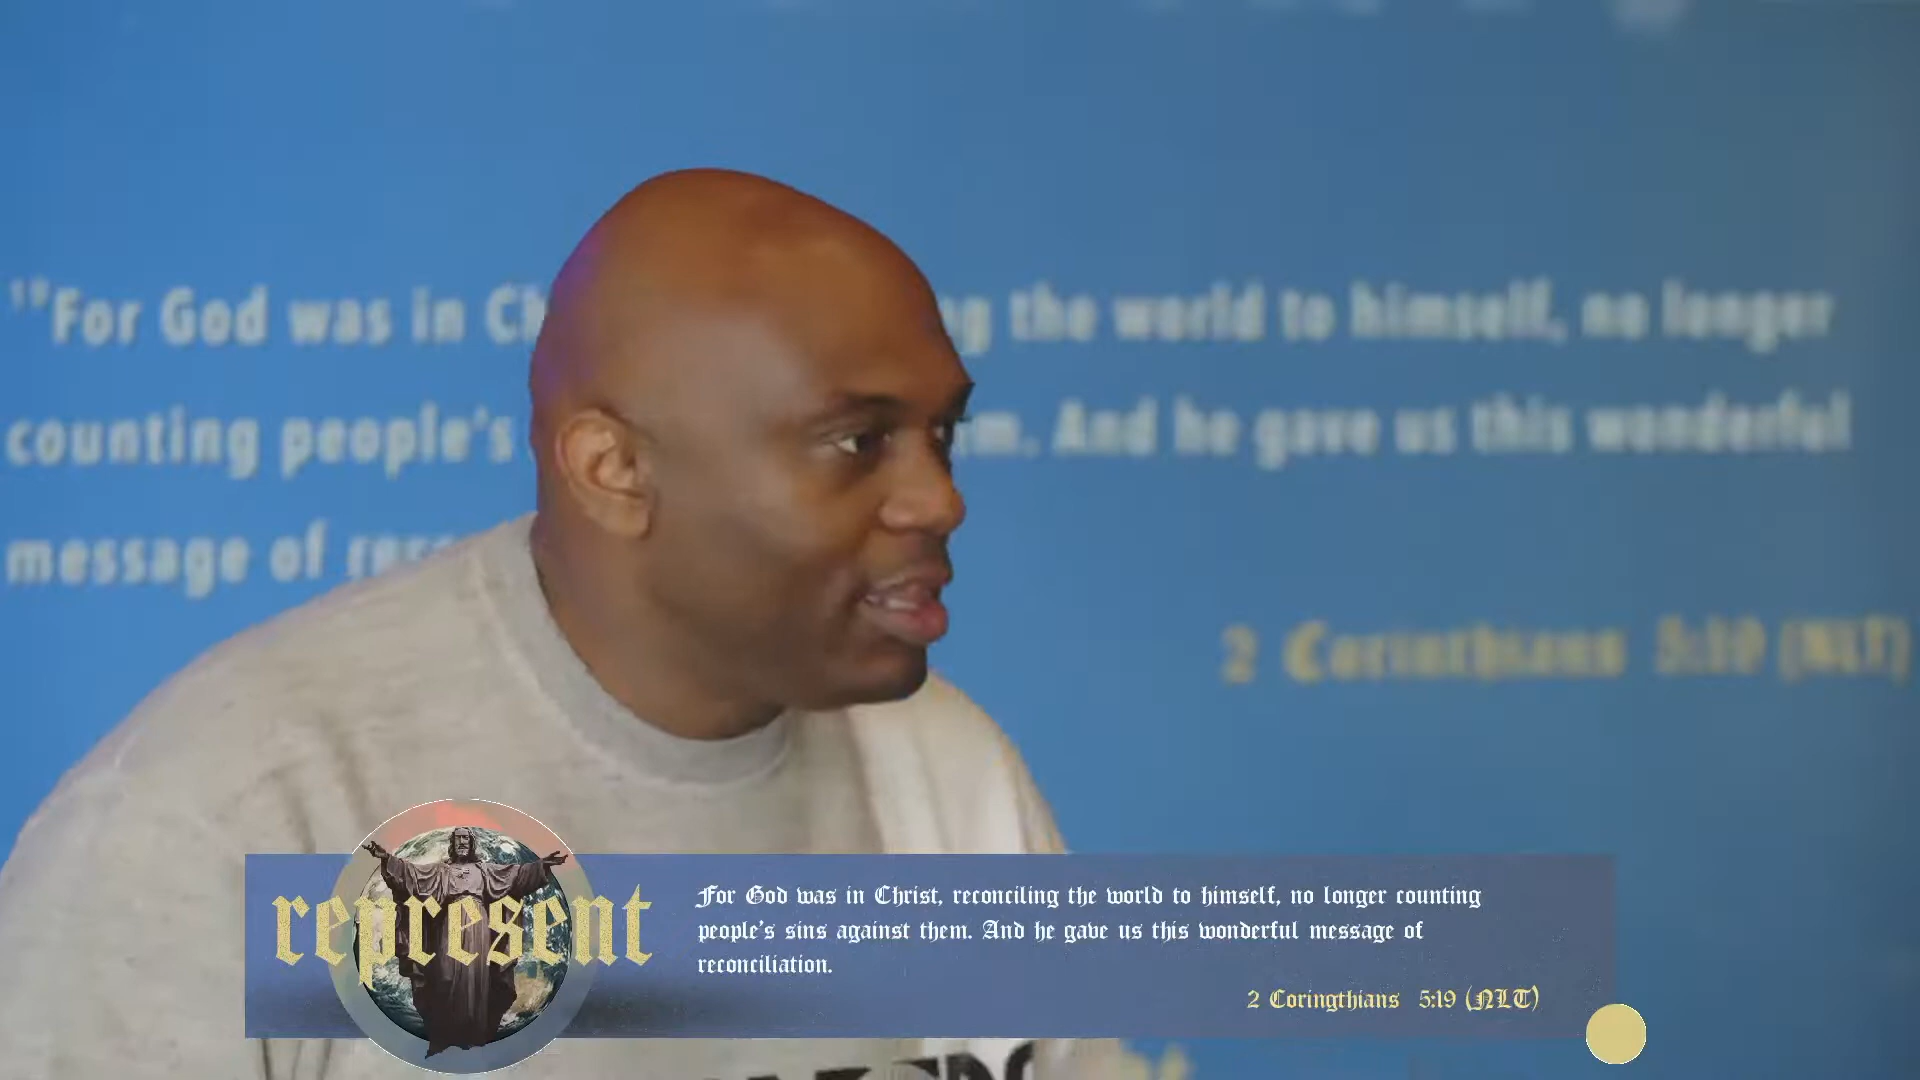 "For God was in Ch g the world to himself, no longer
counting people's em. And he gave us this wonderful
message of
2 Corinthians 5:19 (NLT)
represent
For God was in Christ, reconciling the world to himself, no longer counting
people's sins against them. And he gave us this wonderful message of
reconciliation.
2 Coringthians 5:19 (NLT)